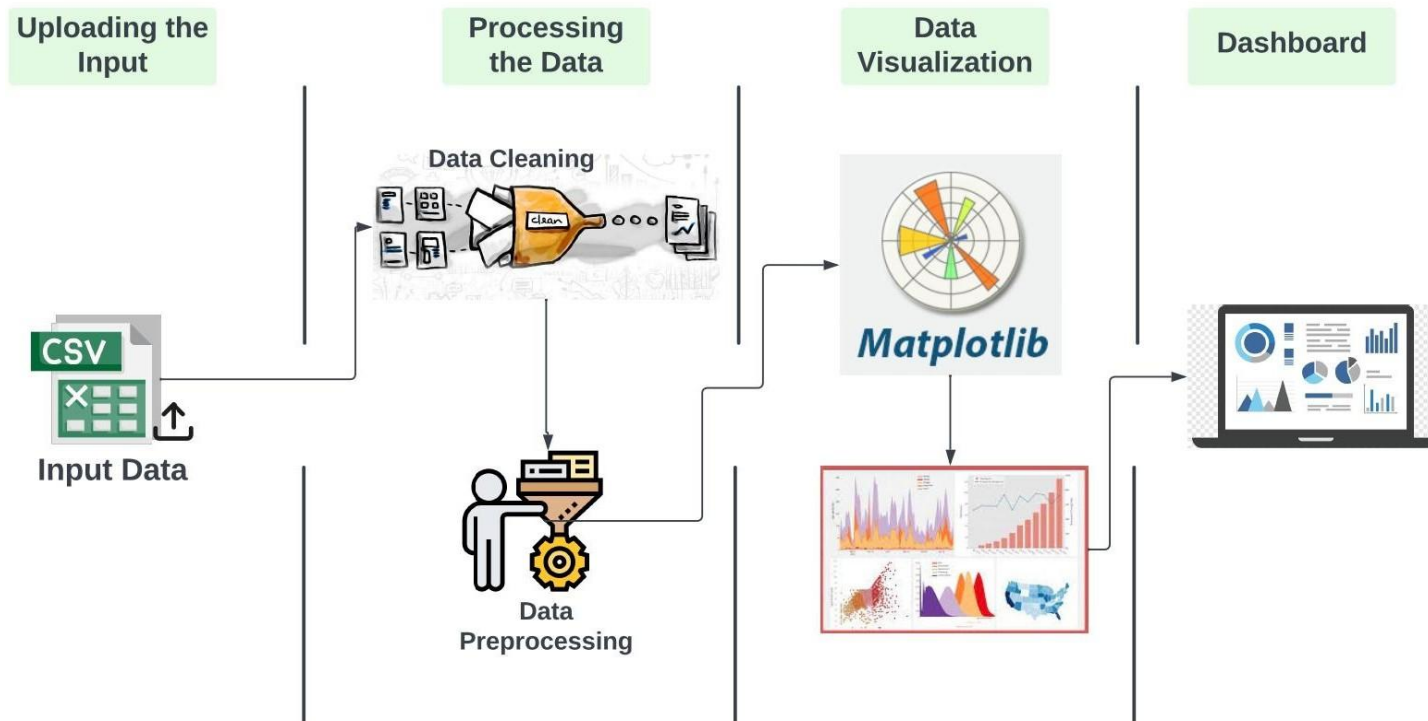 Uploading the
Input
Processing
the Data
Data
Visualization
Dashboard
Data Cleaning
clean
CSV
Input Data
Matplotlib
Data
Preprocessing